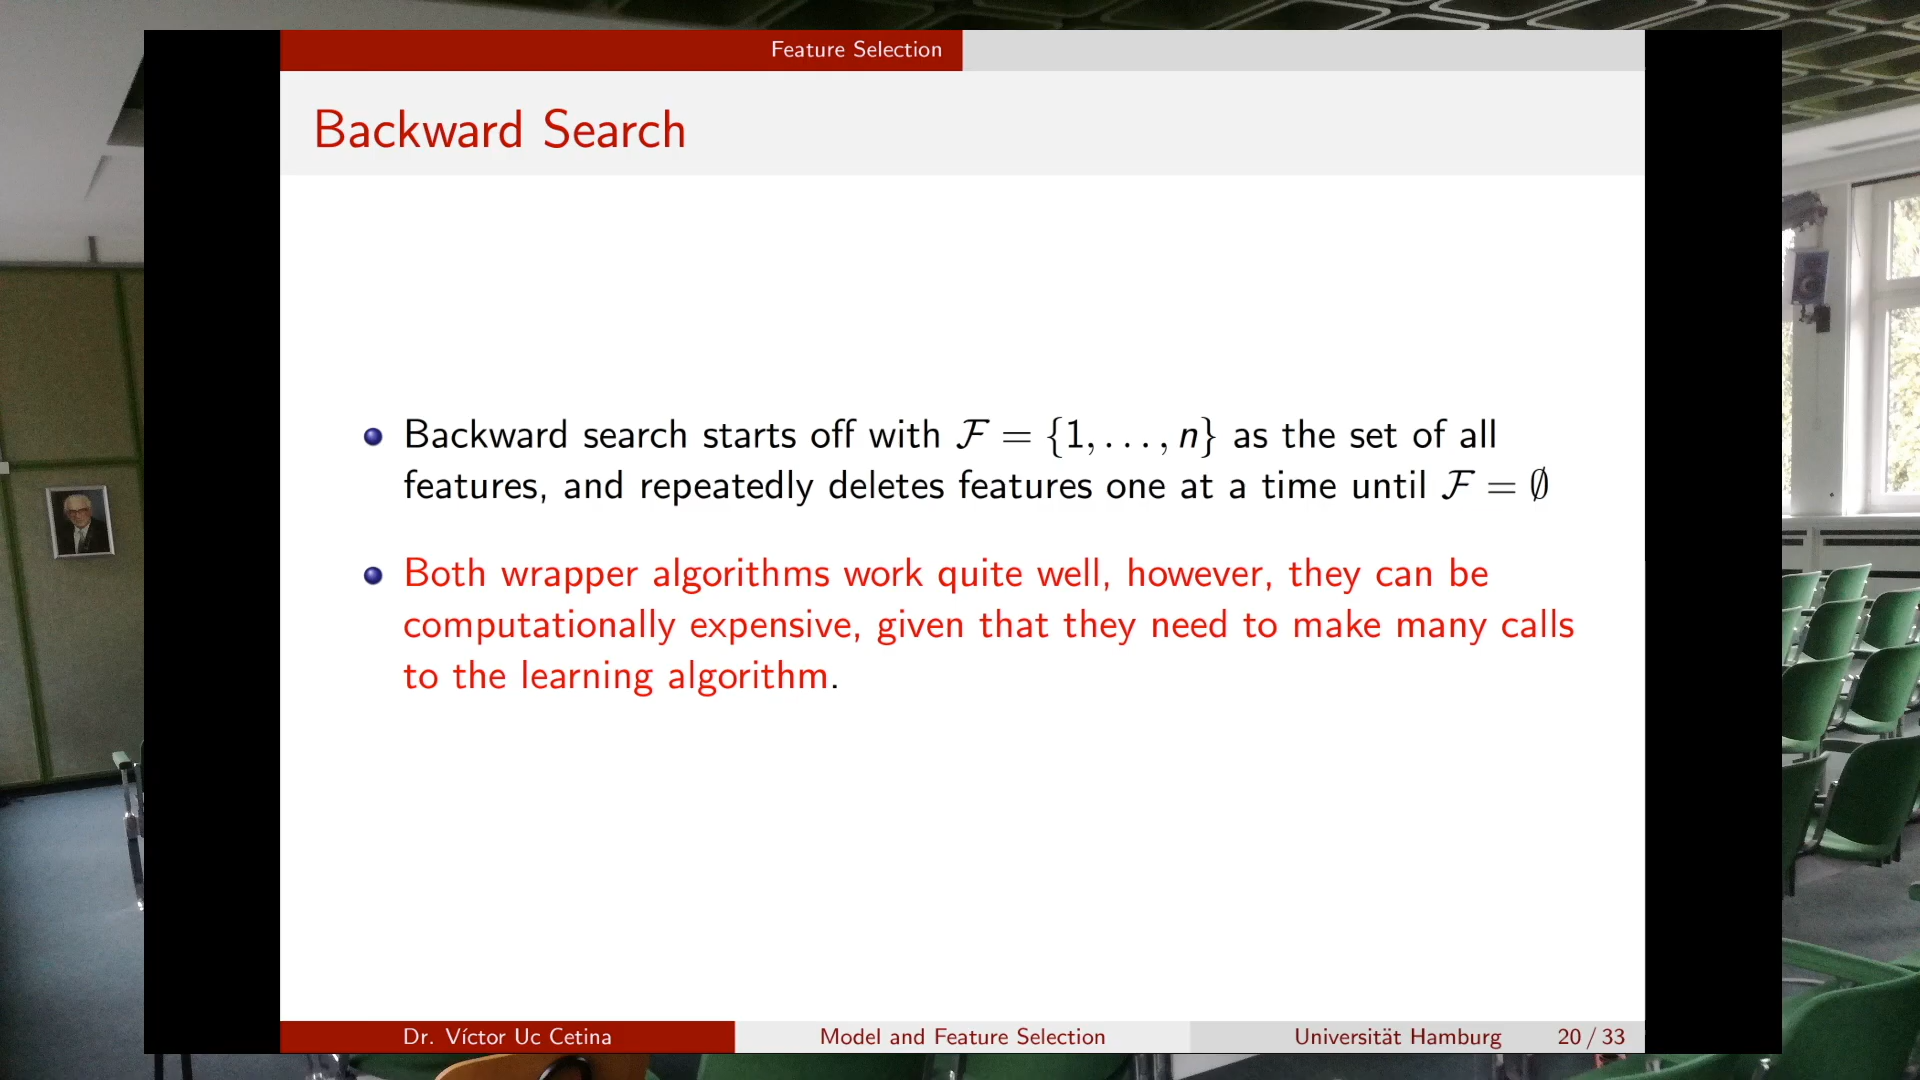 Feature Selection
Backward Search
Backward search starts off with ℱ = {1, . . . , n} as the set of all
features, and repeatedly deletes features one at a time until ℱ = ∅
Both wrapper algorithms work quite well, however, they can be
computationally expensive, given that they need to make many calls
to the learning algorithm.
Dr. Víctor Uc Cetina
Model and Feature Selection
Universität Hamburg
20 / 33